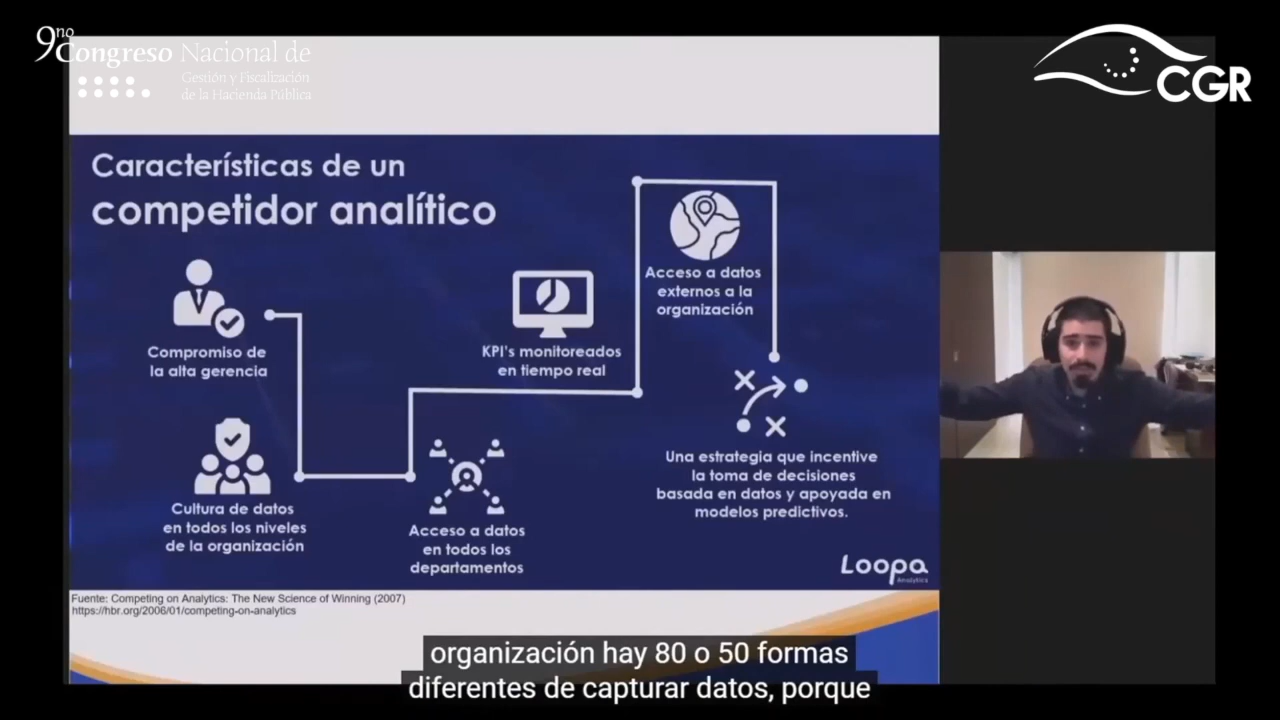 9no
Congreso Nacional de
Gestión y Fiscalización
de la Hacienda Pública
CGR
Características de un
competidor analítico
Compromiso de
la alta gerencia
Cultura de datos
en todos los niveles
de la organización
Acceso a datos
en todos los
departamentos
KPI's monitoreados
en tiempo real
Acceso a datos
externos a la
organización
Una estrategia que incentive
la toma de decisiones
basada en datos y apoyada en
modelos predictivos.
Loopa
Analytics
Fuente: Competing on Analytics: The New Science of Winning (2007)
https://hbr.org/2006/01/competing-on-analytics
organización hay 80 o 50 formas
diferentes de capturar datos, porque